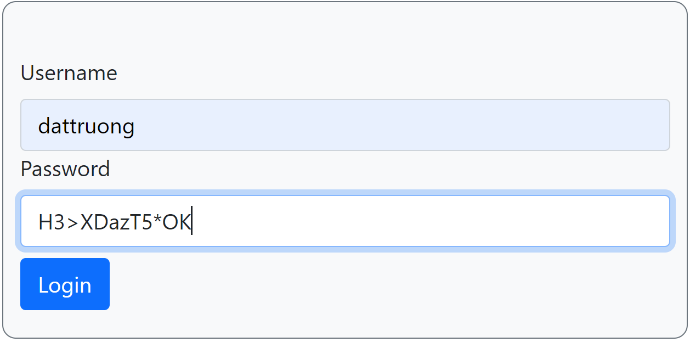 Username
dattruong
Password
H3>XDazT5*OK
Login